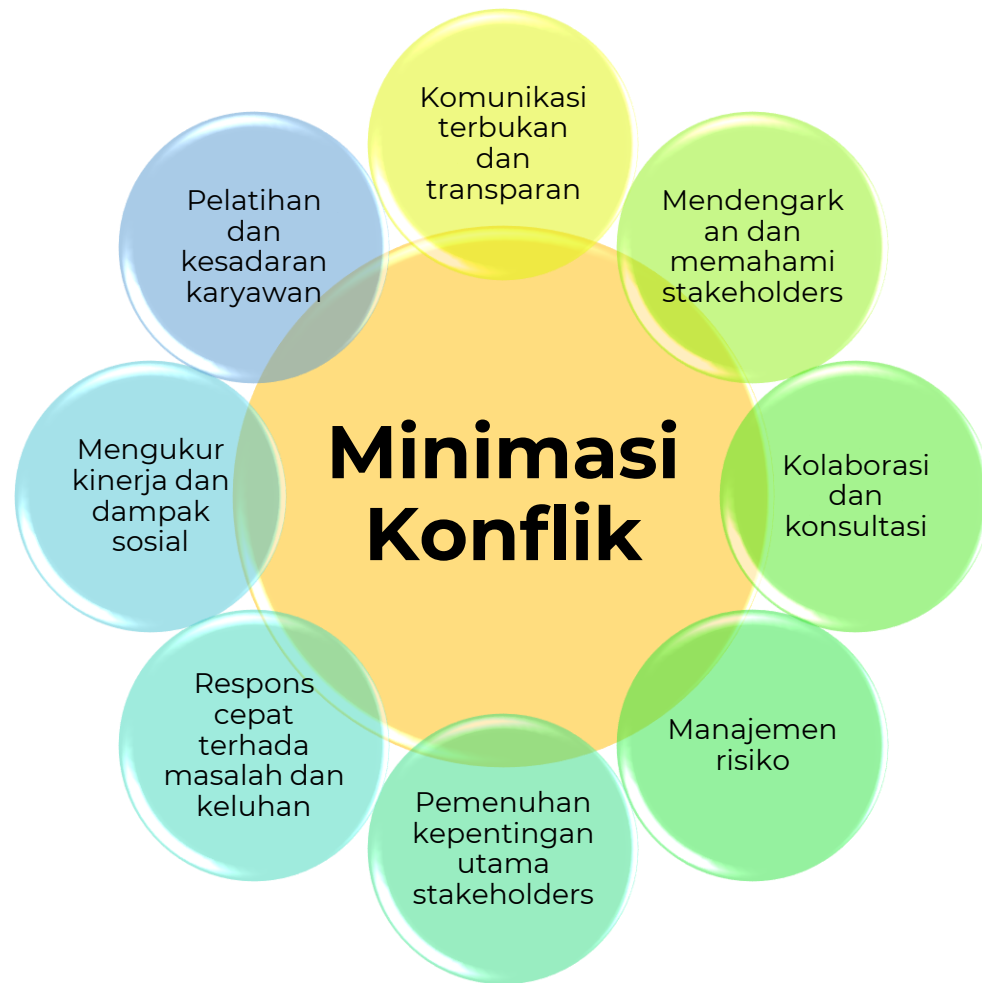 Komunikasi
terbukan
dan
transparan
Mendengark
an dan
memahami
stakeholders
Kolaborasi
dan
konsultasi
Manajemen
risiko
Pemenuhan
kepentingan
utama
stakeholders
Respons
cepat
terhada
masalah dan
keluhan
Mengukur
kinerja dan
dampak
sosial
Pelatihan
dan
kesadaran
karyawan
Minimasi
Konflik